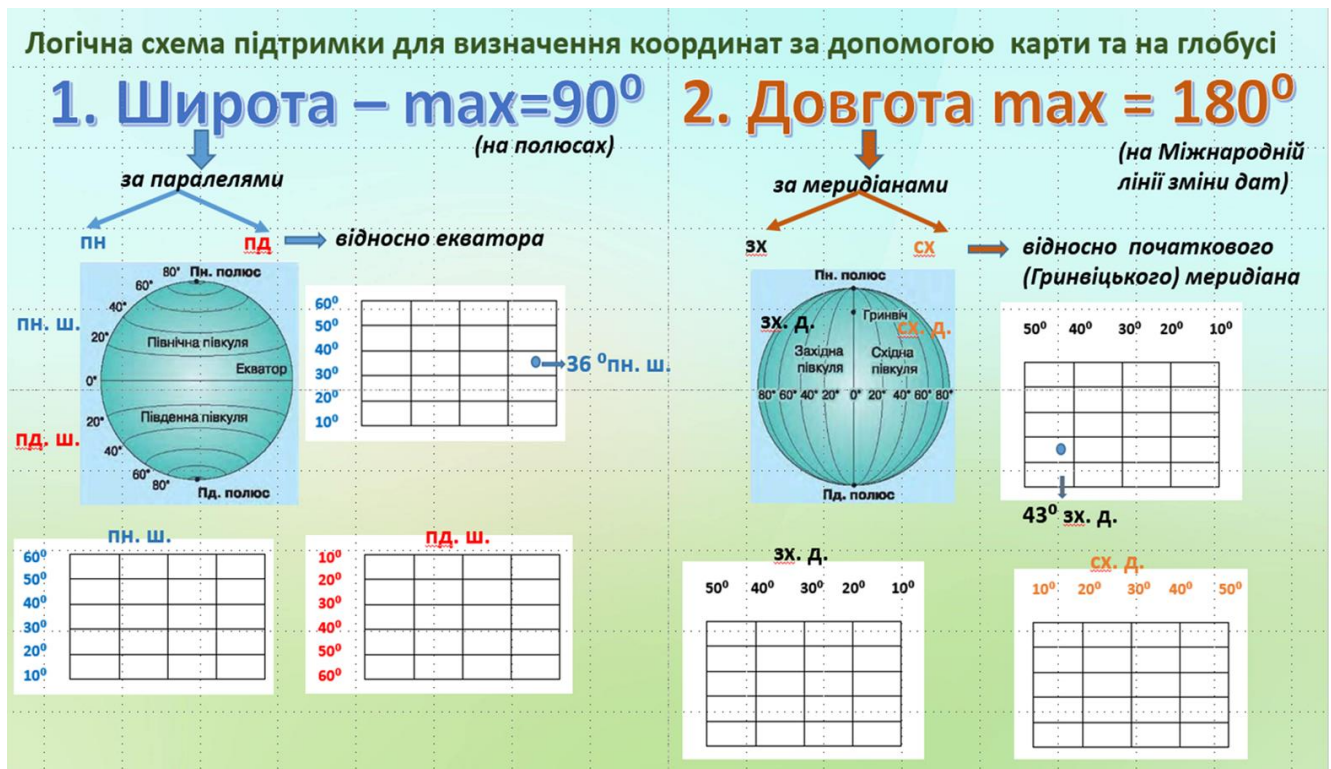 Логічна схема підтримки для визначення координат за допомогою карти та на глобусі
1. Широта – max=90⁰
(на полюсах)
за паралелями
пн
пд
відносно екватора
80° Пн. полюс
60°
40°
20°
0°
20°
40°
60°
80°
Північна півкуля
Екватор
Південна півкуля
Пд. полюс
пн. ш.
пд. ш.
60⁰
50⁰
40⁰
30⁰
20⁰
10⁰
36 ⁰пн. ш.
пн. ш.
60⁰
50⁰
40⁰
30⁰
20⁰
10⁰
пд. ш.
10⁰
20⁰
30⁰
40⁰
50⁰
60⁰
2. Довгота max = 180⁰
(на Міжнародній
лінії зміни дат)
за меридіанами
зх
сх
відносно початкового
(Гринвіцького) меридіана
Пн. полюс
Гринвіч
зх. д.
сх. д.
Західна
півкуля
Східна
півкуля
80° 60° 40° 20° 0° 20° 40° 60° 80°
Пд. полюс
50⁰ 40⁰ 30⁰ 20⁰ 10⁰
43⁰ зх. д.
зх. д.
50⁰ 40⁰ 30⁰ 20⁰ 10⁰
сх. д.
10⁰ 20⁰ 30⁰ 40⁰ 50⁰